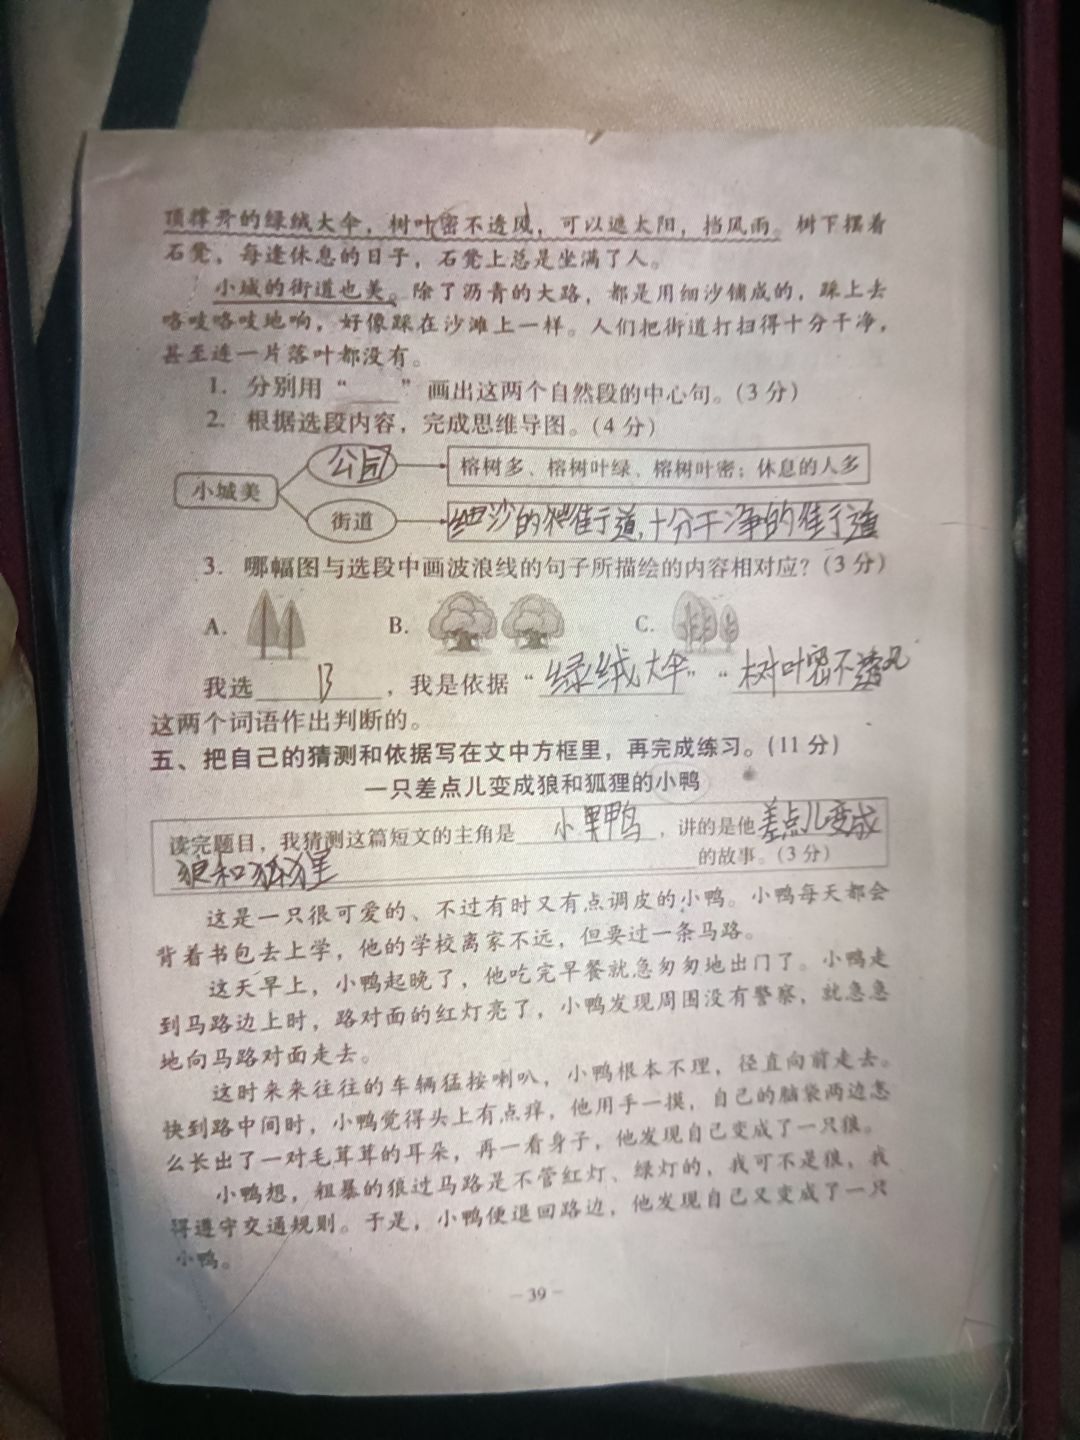 顶撑开的绿绒大伞，树叶密不透风，可以遮太阳，挡风雨。树下摆着
石凳，每逢休息的日子，石凳上总是坐满了人。
小城的街道也美。除了沥青的大路，都是用细沙铺成的，踩上去
咯吱咯吱地响，好像踩在沙滩上一样。人们把街道打扫得十分干净，
甚至连一片落叶都没有。
1. 分别用“____”画出这两个自然段的中心句。（3 分）
2. 根据选段内容，完成思维导图。（4 分）
公园
榕树多、榕树叶绿、榕树叶密；休息的人多
小城美
街道
细沙的 街道，十分干净的街道
3. 哪幅图与选段中画波浪线的句子所描绘的内容相对应？（3 分）
A. B. C.
我选 B ，我是依据“绿绒大伞”“树叶密不透风
这两个词语作出判断的。
五、把自己的猜测和依据写在文中方框里，再完成练习。（11 分）
一只差点儿变成狼和狐狸的小鸭
读完题目，我猜测这篇短文的主角是 小鸭 ，讲的是他差点儿变成
狼和狐狸 的故事。（3 分）
这是一只很可爱的、不过有时又有点调皮的小鸭。小鸭每天都会
背着书包去上学，他的学校离家不远，但要过一条马路。
这天早上，小鸭起晚了，他吃完早餐就急匆匆地出门了。小鸭走
到马路边上时，路对面的红灯亮了，小鸭发现周围没有警察，就急急
地向马路对面走去。
这时来来往往的车辆猛按喇叭，小鸭根本不理，径直向前走去。
快到路中间时，小鸭觉得头上有点痒，他用手一摸，自己的脑袋两边怎
么长出了一对毛茸茸的耳朵，再一看身子，他发现自己变成了一只狼。
小鸭想，粗暴的狼过马路是不管红灯、绿灯的，我可不是狼，我
得遵守交通规则。于是，小鸭便退回路边，他发现自己又变成了一只
小鸭。
－39－